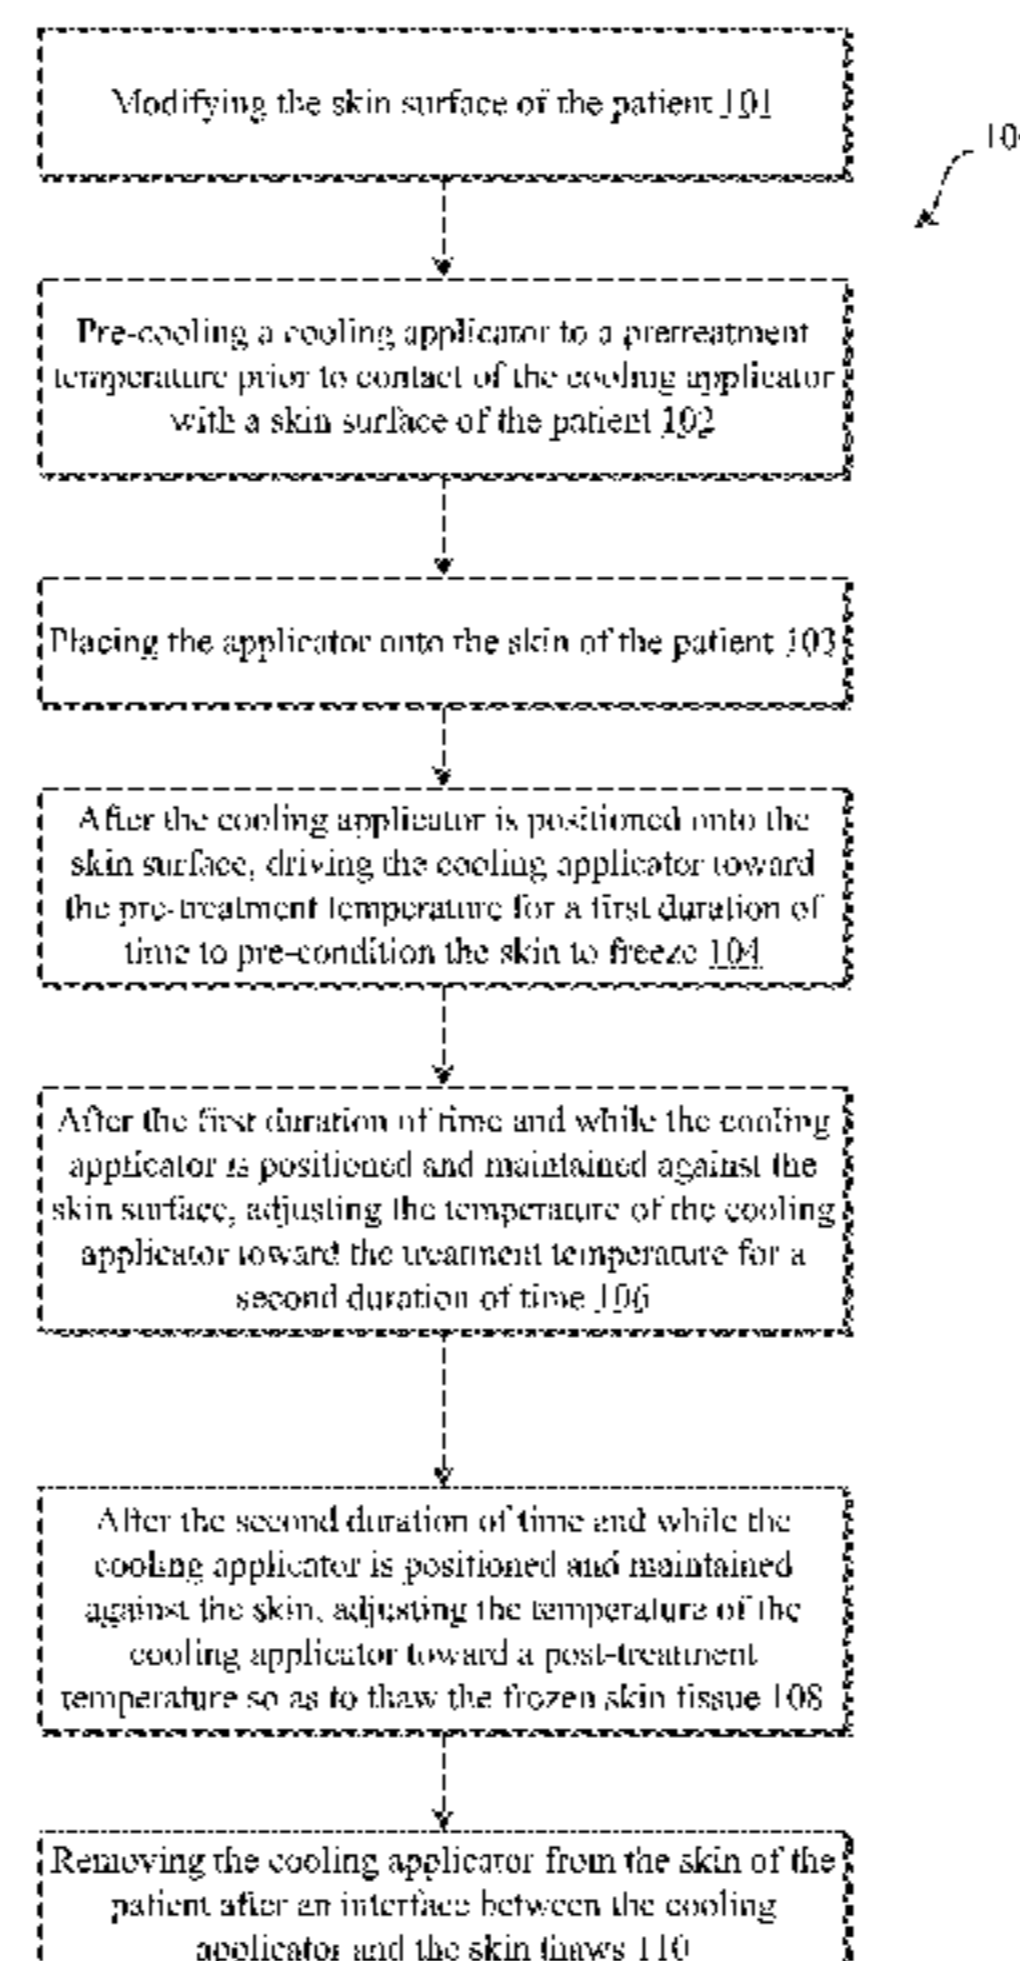 Modifying the skin surface of the patient 101
10
Pre-cooling a cooling applicator to a pretreatment
temperature prior to contact of the cooling applicator
with a skin surface of the patient 102
Placing the applicator onto the skin of the patient 103
After the cooling applicator is positioned onto the
skin surface, driving the cooling applicator toward
the pre-treatment temperature for a first duration of
time to pre-condition the skin to freeze 104
After the first duration of time and while the cooling
applicator is positioned and maintained against the
skin surface, adjusting the temperature of the cooling
applicator toward the treatment temperature for a
second duration of time 106
After the second duration of time and while the
cooling applicator is positioned and maintained
against the skin, adjusting the temperature of the
cooling applicator toward a post-treatment
temperature so as to thaw the frozen skin tissue 108
Removing the cooling applicator from the skin of the
patient after an interface between the cooling
applicator and the skin thaws 110